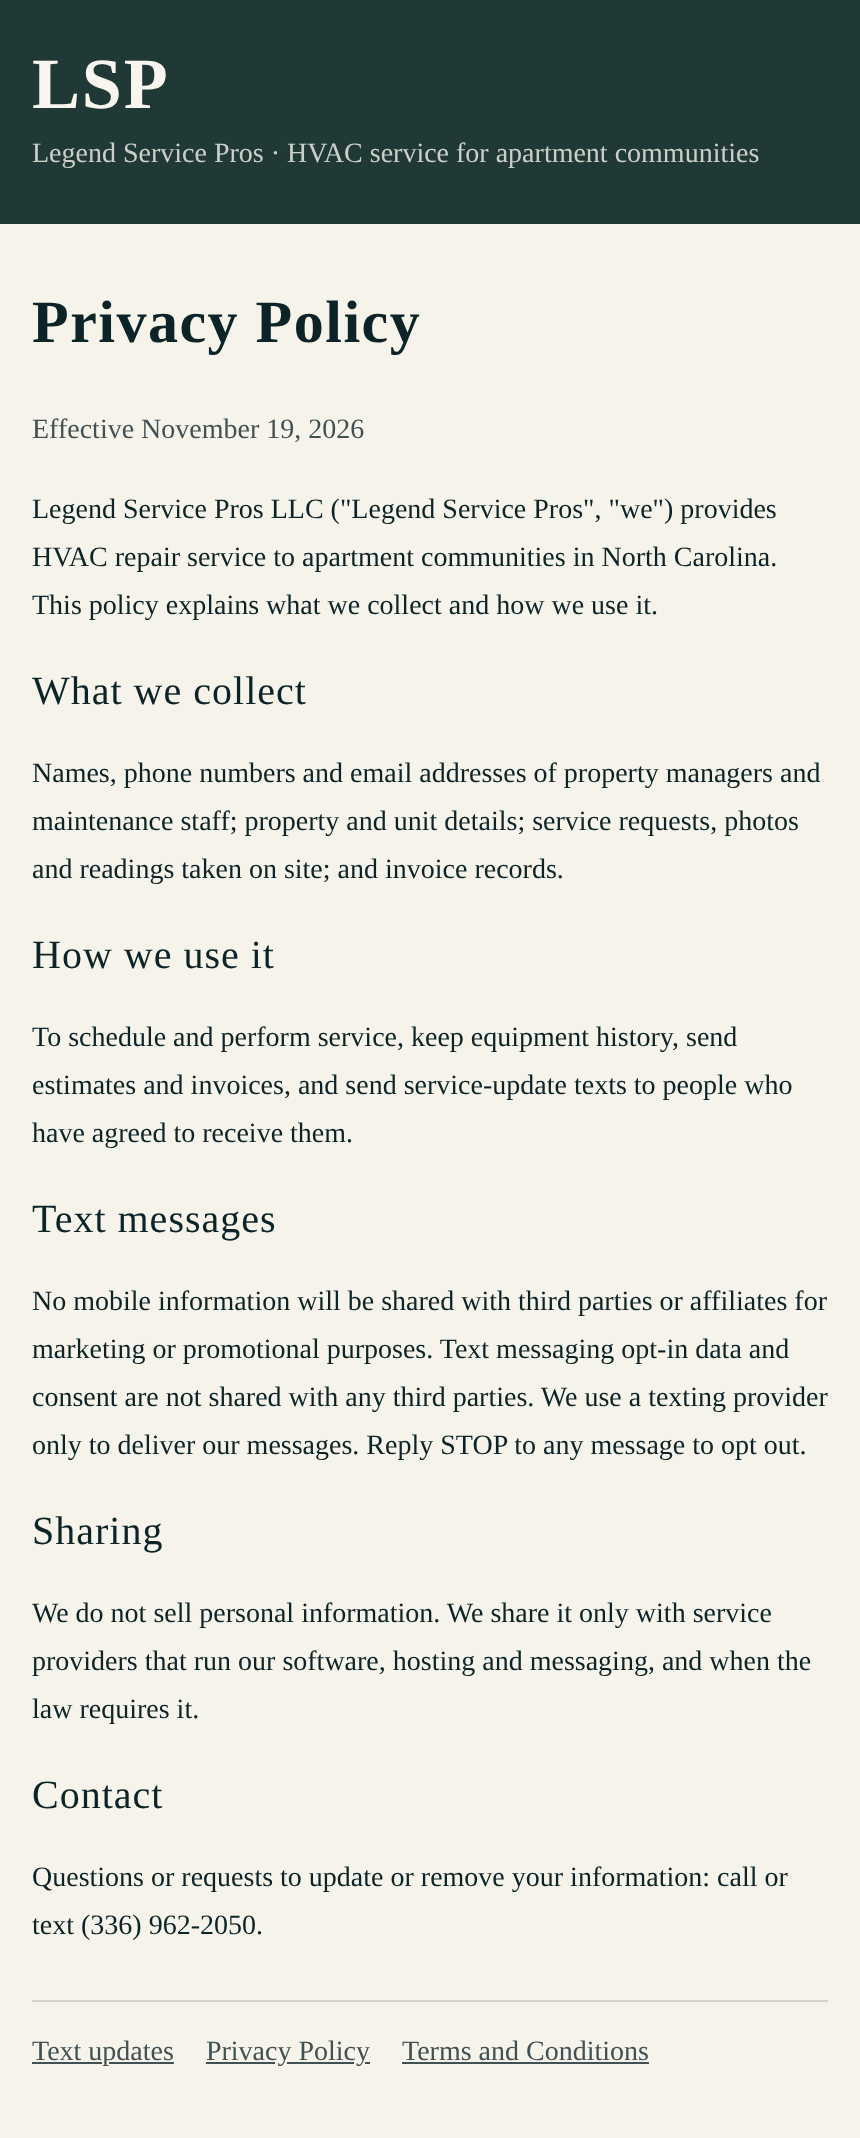 LSP
Legend Service Pros · HVAC service for apartment communities
Privacy Policy
Effective November 19, 2026
Legend Service Pros LLC ("Legend Service Pros", "we") provides
HVAC repair service to apartment communities in North Carolina.
This policy explains what we collect and how we use it.
What we collect
Names, phone numbers and email addresses of property managers and
maintenance staff; property and unit details; service requests, photos
and readings taken on site; and invoice records.
How we use it
To schedule and perform service, keep equipment history, send
estimates and invoices, and send service-update texts to people who
have agreed to receive them.
Text messages
No mobile information will be shared with third parties or affiliates for
marketing or promotional purposes. Text messaging opt-in data and
consent are not shared with any third parties. We use a texting provider
only to deliver our messages. Reply STOP to any message to opt out.
Sharing
We do not sell personal information. We share it only with service
providers that run our software, hosting and messaging, and when the
law requires it.
Contact
Questions or requests to update or remove your information: call or
text (336) 962-2050.
Text updates Privacy Policy Terms and Conditions